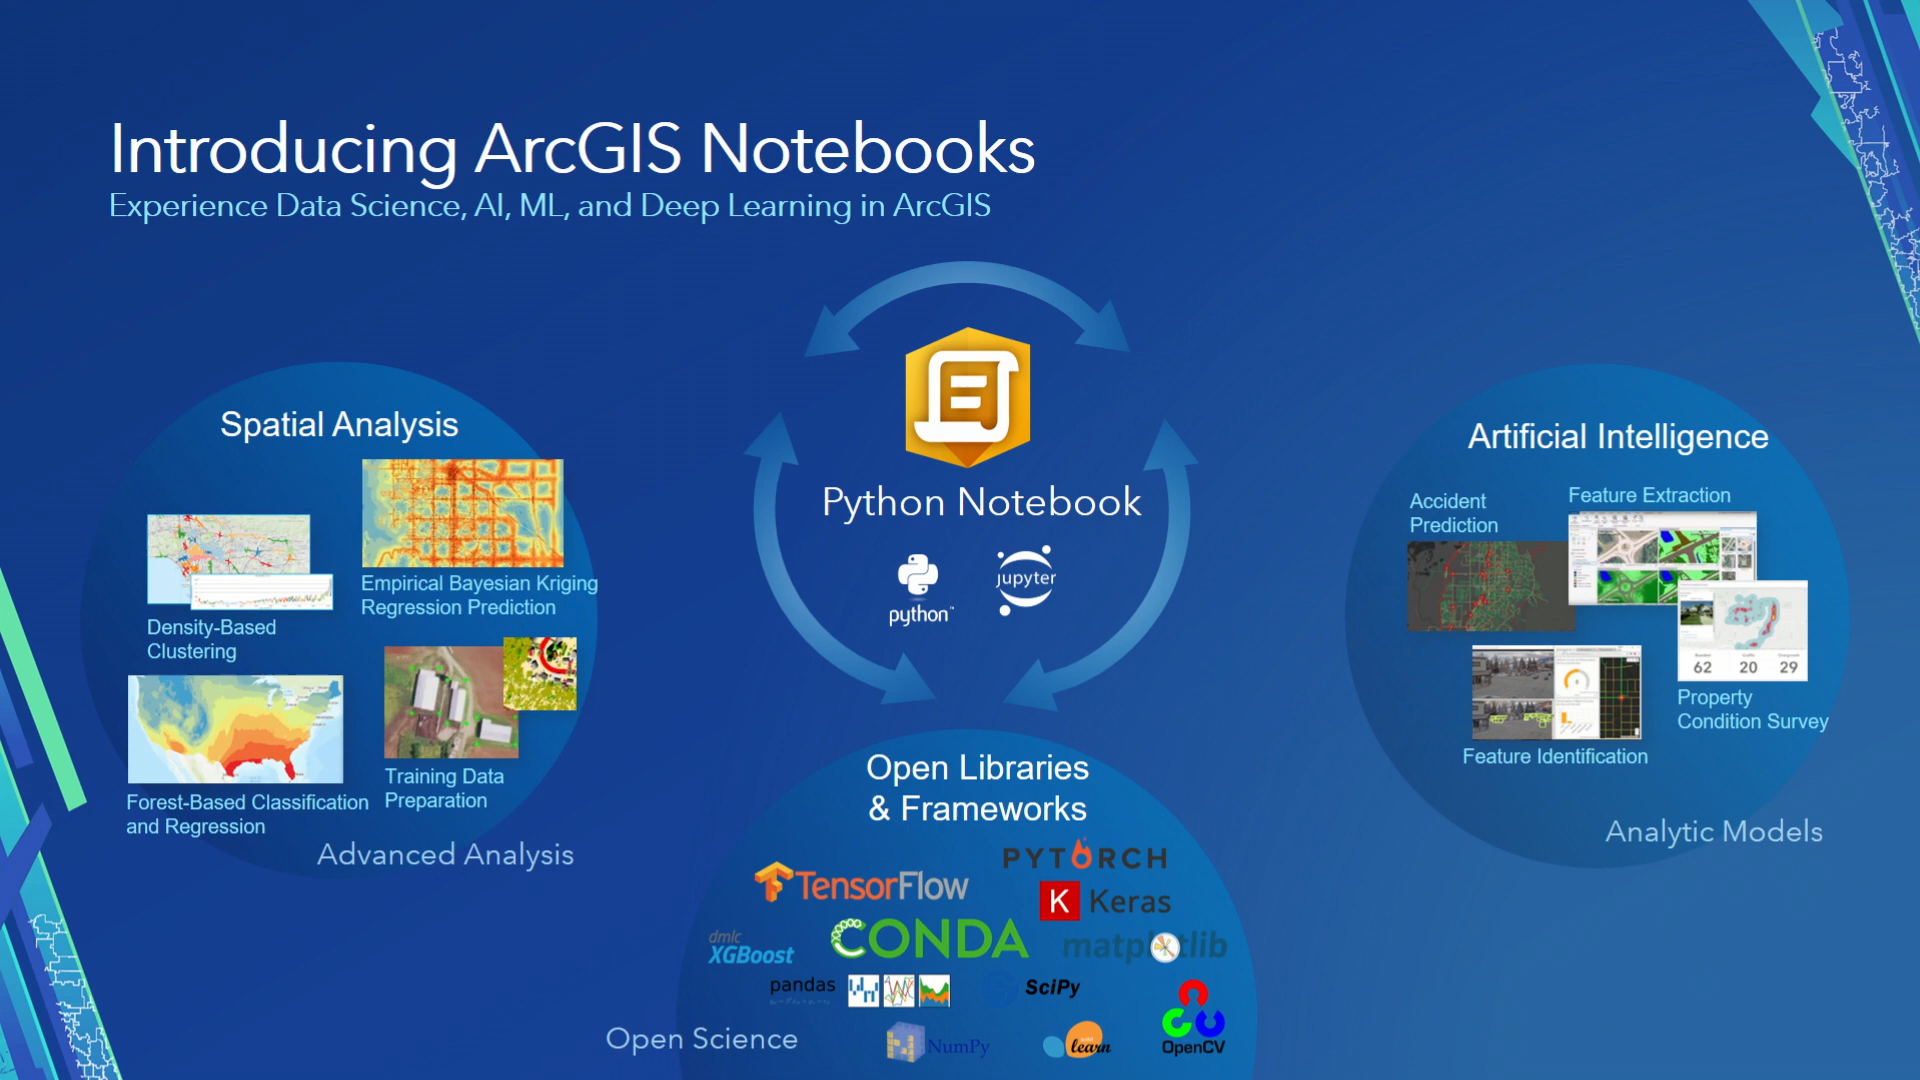 Introducing ArcGIS Notebooks
Experience Data Science, AI, ML, and Deep Learning in ArcGIS
Spatial Analysis
Density-Based
Clustering
Empirical Bayesian Kriging
Regression Prediction
Forest-Based Classification
and Regression
Training Data
Preparation
Advanced Analysis
Python Notebook
python™
jupyter
Open Libraries
& Frameworks
TensorFlow
PYTORCH
Keras
dmlc
XGBoost
CONDA
matplotlib
pandas
SciPy
NumPy
learn
OpenCV
Open Science
Artificial Intelligence
Accident
Prediction
Feature Extraction
62 20 29
Property
Condition Survey
Feature Identification
Analytic Models